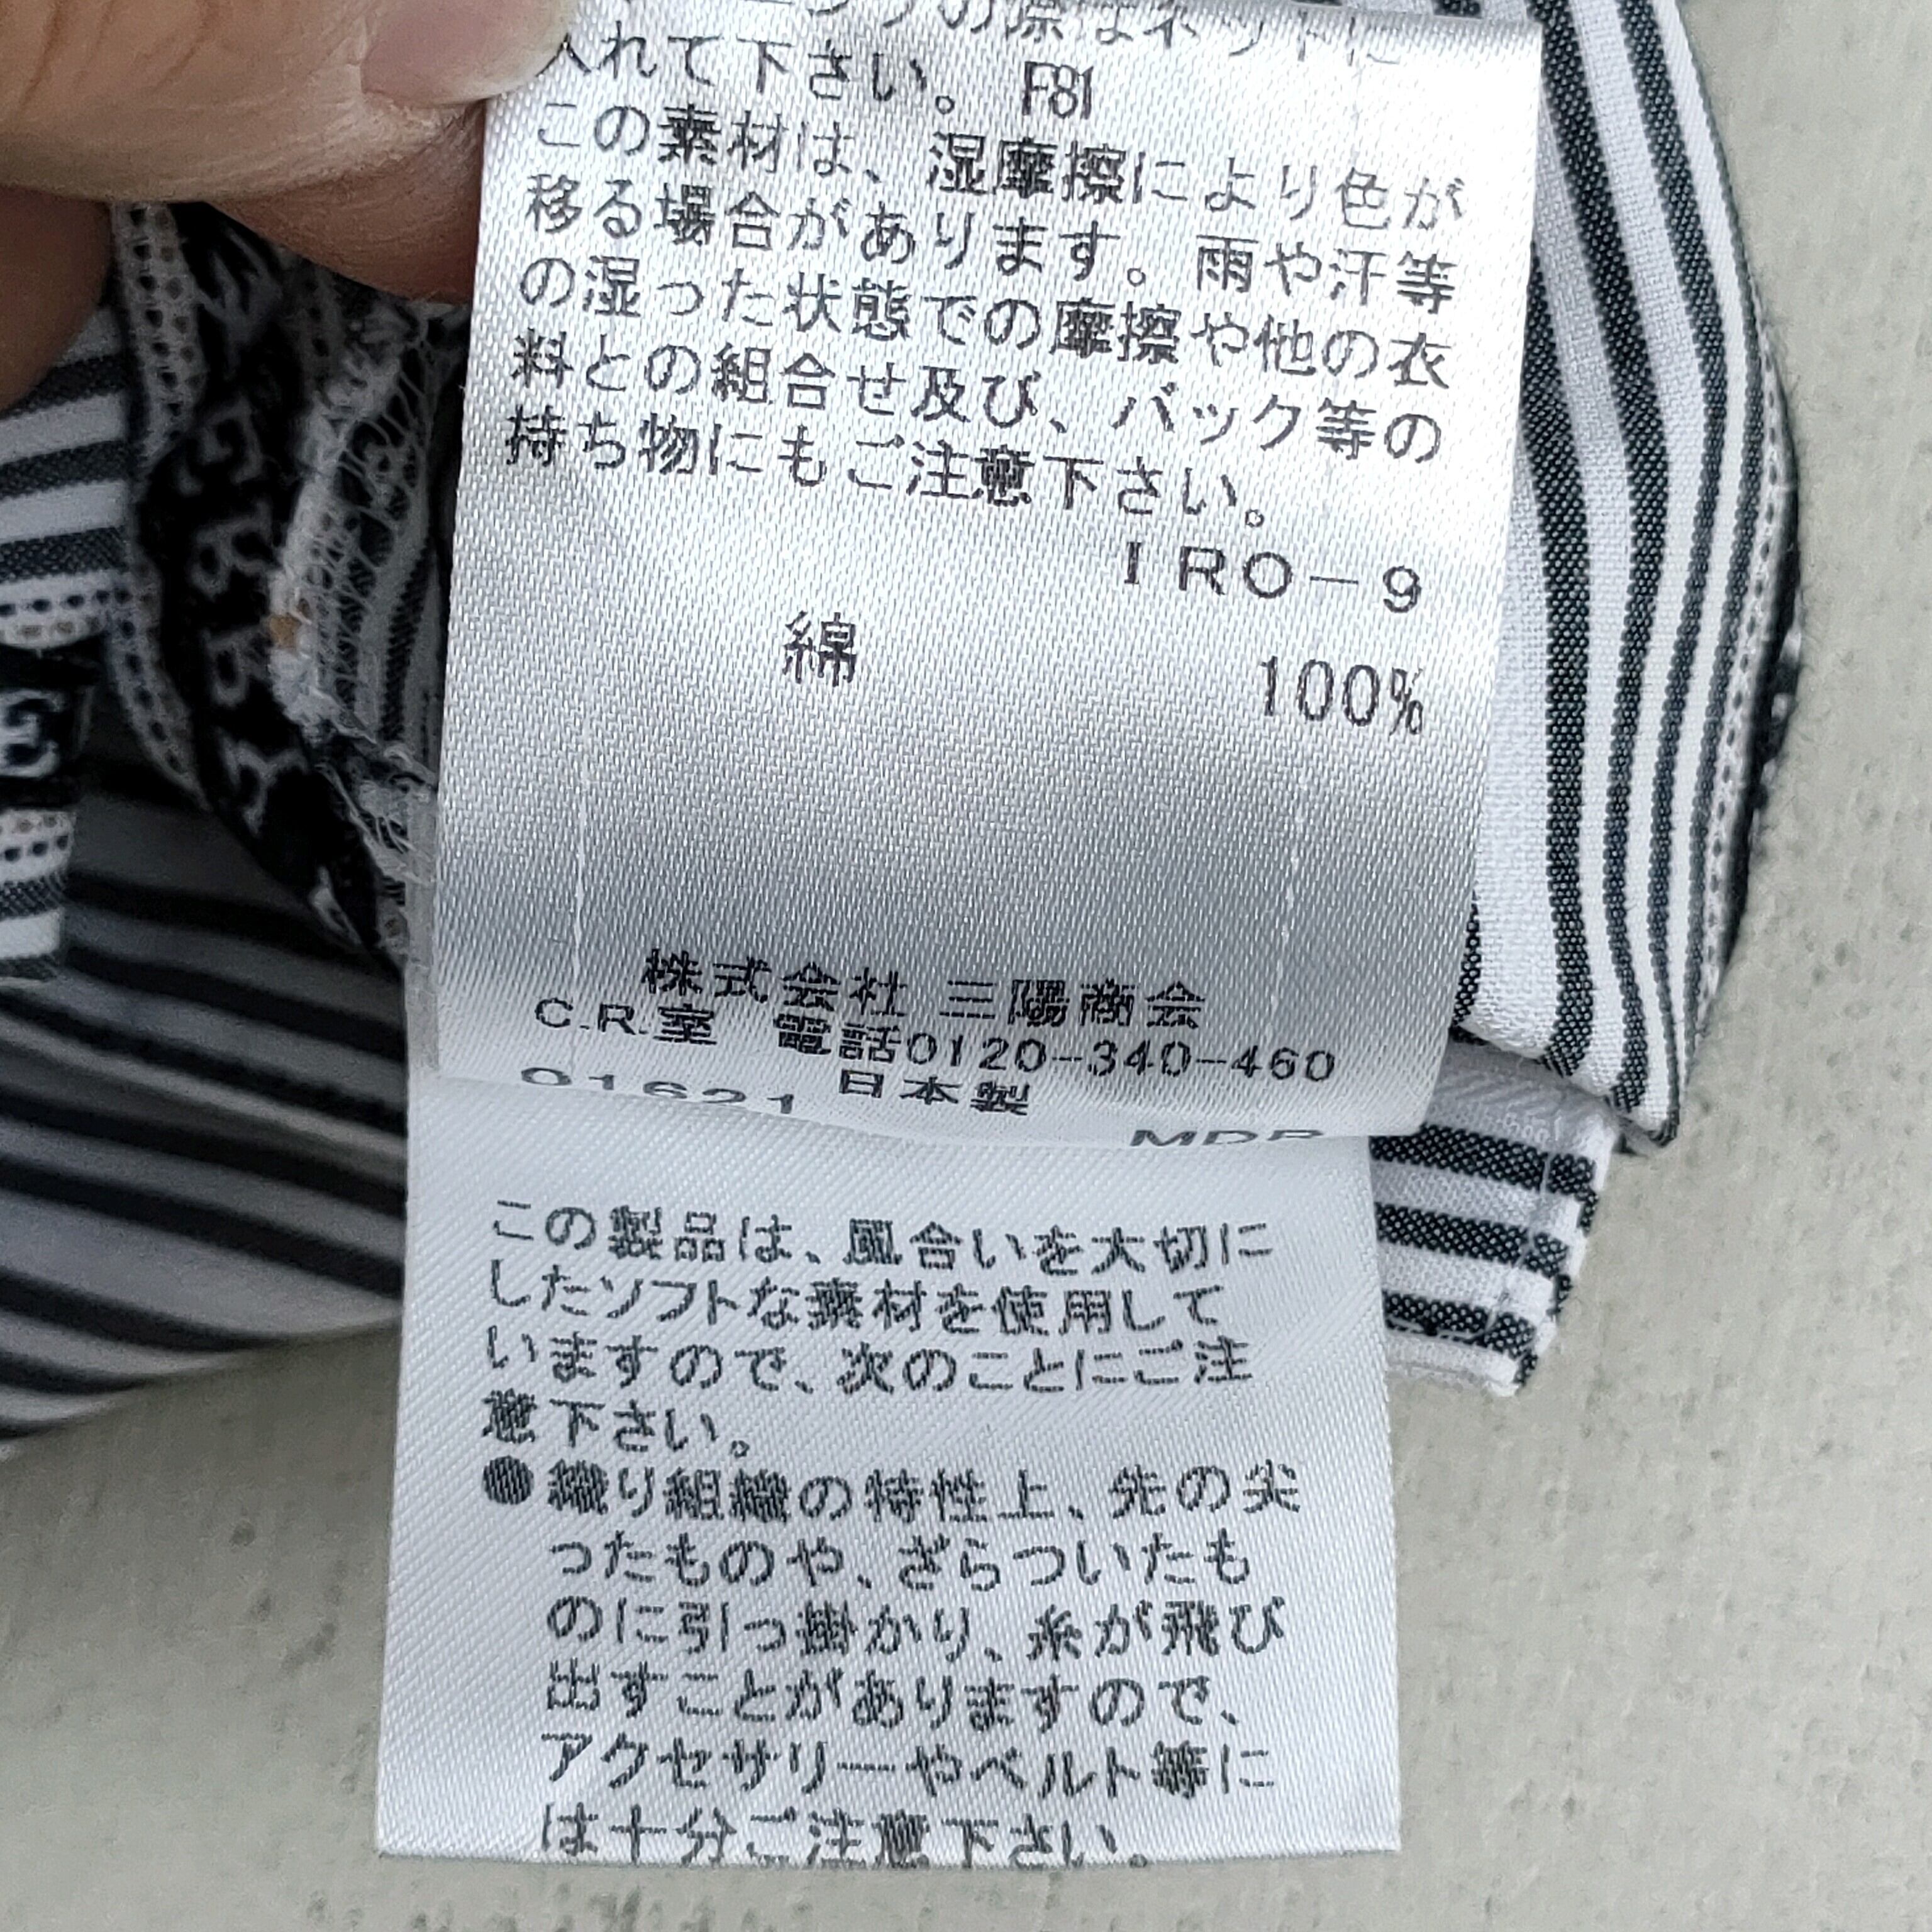 の際はネットに
入れて下さい。 F81
この素材は、湿摩擦により色が
移る場合があります。雨や汗等
の湿った状態での摩擦や他の衣
料との組合せ及び、バック等の
持ち物にもご注意下さい。
IRO-9
綿 100%
株式会社 三陽商会
C.R.室 電話0120-340-460
01621 日本製
この製品は、風合いを大切に
したソフトな素材を使用して
いますので、次のことにご注
意下さい。
●織り組織の特性上、先の尖
ったものや、ざらついたも
のに引っ掛かり、糸が飛び
出すことがありますので、
アクセサリーやベルト等に
は十分ご注意下さい。